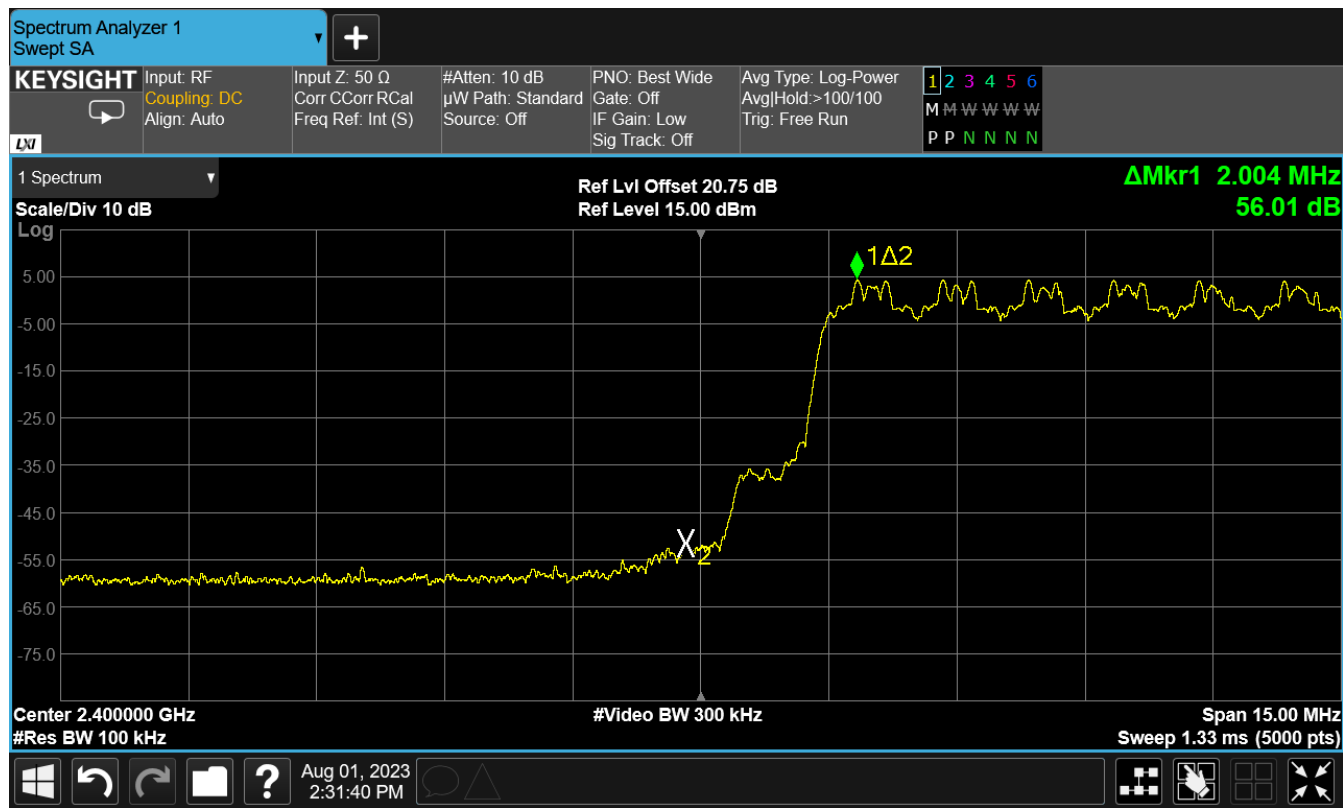 Spectrum Analyzer 1
Swept SA
KEYSIGHT
LXI
Input: RF
Coupling: DC
Align: Auto
Input Z: 50 Ω
Corr CCorr RCal
Freq Ref: Int (S)
#Atten: 10 dB
µW Path: Standard
Source: Off
PNO: Best Wide
Gate: Off
IF Gain: Low
Sig Track: Off
Avg Type: Log-Power
Avg|Hold:>100/100
Trig: Free Run
1 2 3 4 5 6
M M W W W W
P P N N N N
1 Spectrum
Scale/Div 10 dB
Log
Ref Lvl Offset 20.75 dB
Ref Level 15.00 dBm
ΔMkr1 2.004 MHz
56.01 dB
1Δ2
5.00
-5.00
-15.0
-25.0
-35.0
-45.0
X
2
-55.0
-65.0
-75.0
Center 2.400000 GHz
#Video BW 300 kHz
Span 15.00 MHz
#Res BW 100 kHz
Sweep 1.33 ms (5000 pts)
?
Aug 01, 2023
2:31:40 PM